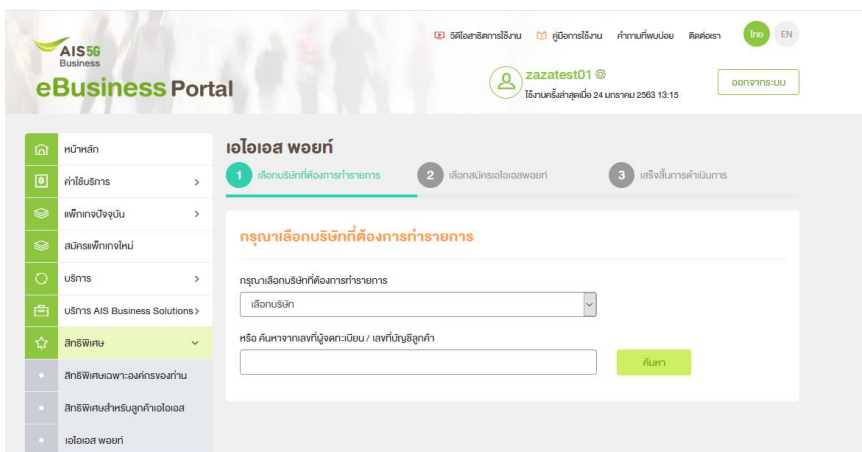 วิดีโอสาธิตการใช้งาน คู่มือการใช้งาน คำถามที่พบบ่อย ติดต่อเรา ไทย EN
AIS 5G
Business
eBusiness Portal
zazatest01
ใช้งานครั้งล่าสุดเมื่อ 24 มกราคม 2563 13:15
ออกจากระบบ
หน้าหลัก
ค่าใช้บริการ
แพ็กเกจปัจจุบัน
สมัครแพ็กเกจใหม่
บริการ
บริการ AIS Business Solutions
สิทธิพิเศษ
สิทธิพิเศษเฉพาะองค์กรของท่าน
สิทธิพิเศษสำหรับลูกค้าเอไอเอส
เอไอเอส พอยท์
เอไอเอส พอยท์
1 เลือกบริษัทที่ต้องการทำรายการ 2 เลือกสมัครเอไอเอสพอยท์ 3 เสร็จสิ้นการดำเนินการ
กรุณาเลือกบริษัทที่ต้องการทำรายการ
กรุณาเลือกบริษัทที่ต้องการทำรายการ
เลือกบริษัท
หรือ ค้นหาจากเลขที่ผู้จดทะเบียน / เลขที่บัญชีลูกค้า
ค้นหา